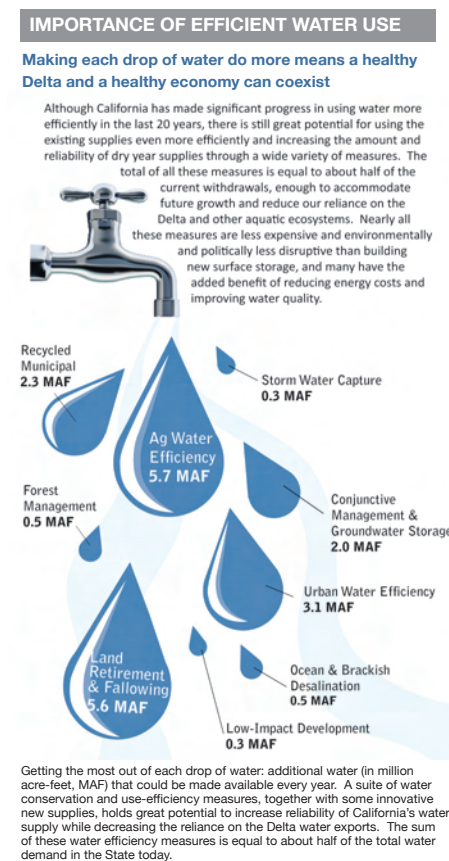 IMPORTANCE OF EFFICIENT WATER USE
Making each drop of water do more means a healthy
Delta and a healthy economy can coexist
Although California has made significant progress in using water more
efficiently in the last 20 years, there is still great potential for using the
existing supplies even more efficiently and increasing the amount and
reliability of dry year supplies through a wide variety of measures. The
total of all these measures is equal to about half of the
current withdrawals, enough to accommodate
future growth and reduce our reliance on the
Delta and other aquatic ecosystems. Nearly all
these measures are less expensive and environmentally
and politically less disruptive than building
new surface storage, and many have the
added benefit of reducing energy costs and
improving water quality.
Recycled
Municipal
2.3 MAF
Storm Water Capture
0.3 MAF
Ag Water
Efficiency
5.7 MAF
Forest
Management
0.5 MAF
Conjunctive
Management &
Groundwater Storage
2.0 MAF
Urban Water Efficiency
3.1 MAF
Land
Retirement
& Fallowing
5.6 MAF
Ocean & Brackish
Desalination
0.5 MAF
Low-Impact Development
0.3 MAF
Getting the most out of each drop of water: additional water (in million
acre-feet, MAF) that could be made available every year. A suite of water
conservation and use-efficiency measures, together with some innovative
new supplies, holds great potential to increase reliability of California's water
supply while decreasing the reliance on the Delta water exports. The sum
of these water efficiency measures is equal to about half of the total water
demand in the State today.